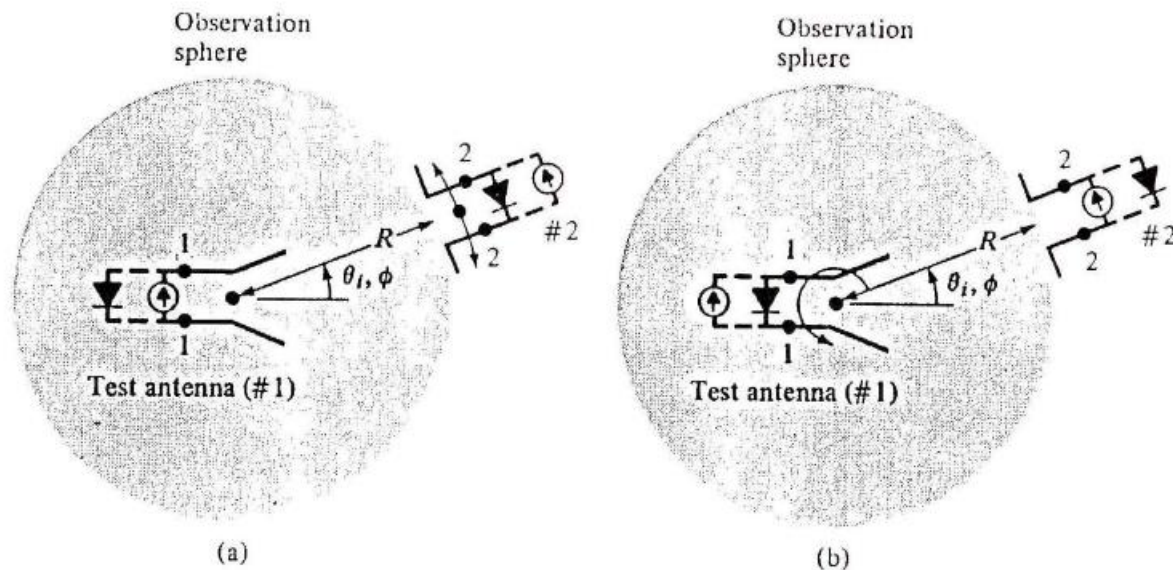 Observation
sphere
2
2
#2
R
θi, ϕ
1
1
Test antenna (#1)
(a)
Observation
sphere
2
2
#2
R
θi, ϕ
1
1
Test antenna (#1)
(b)